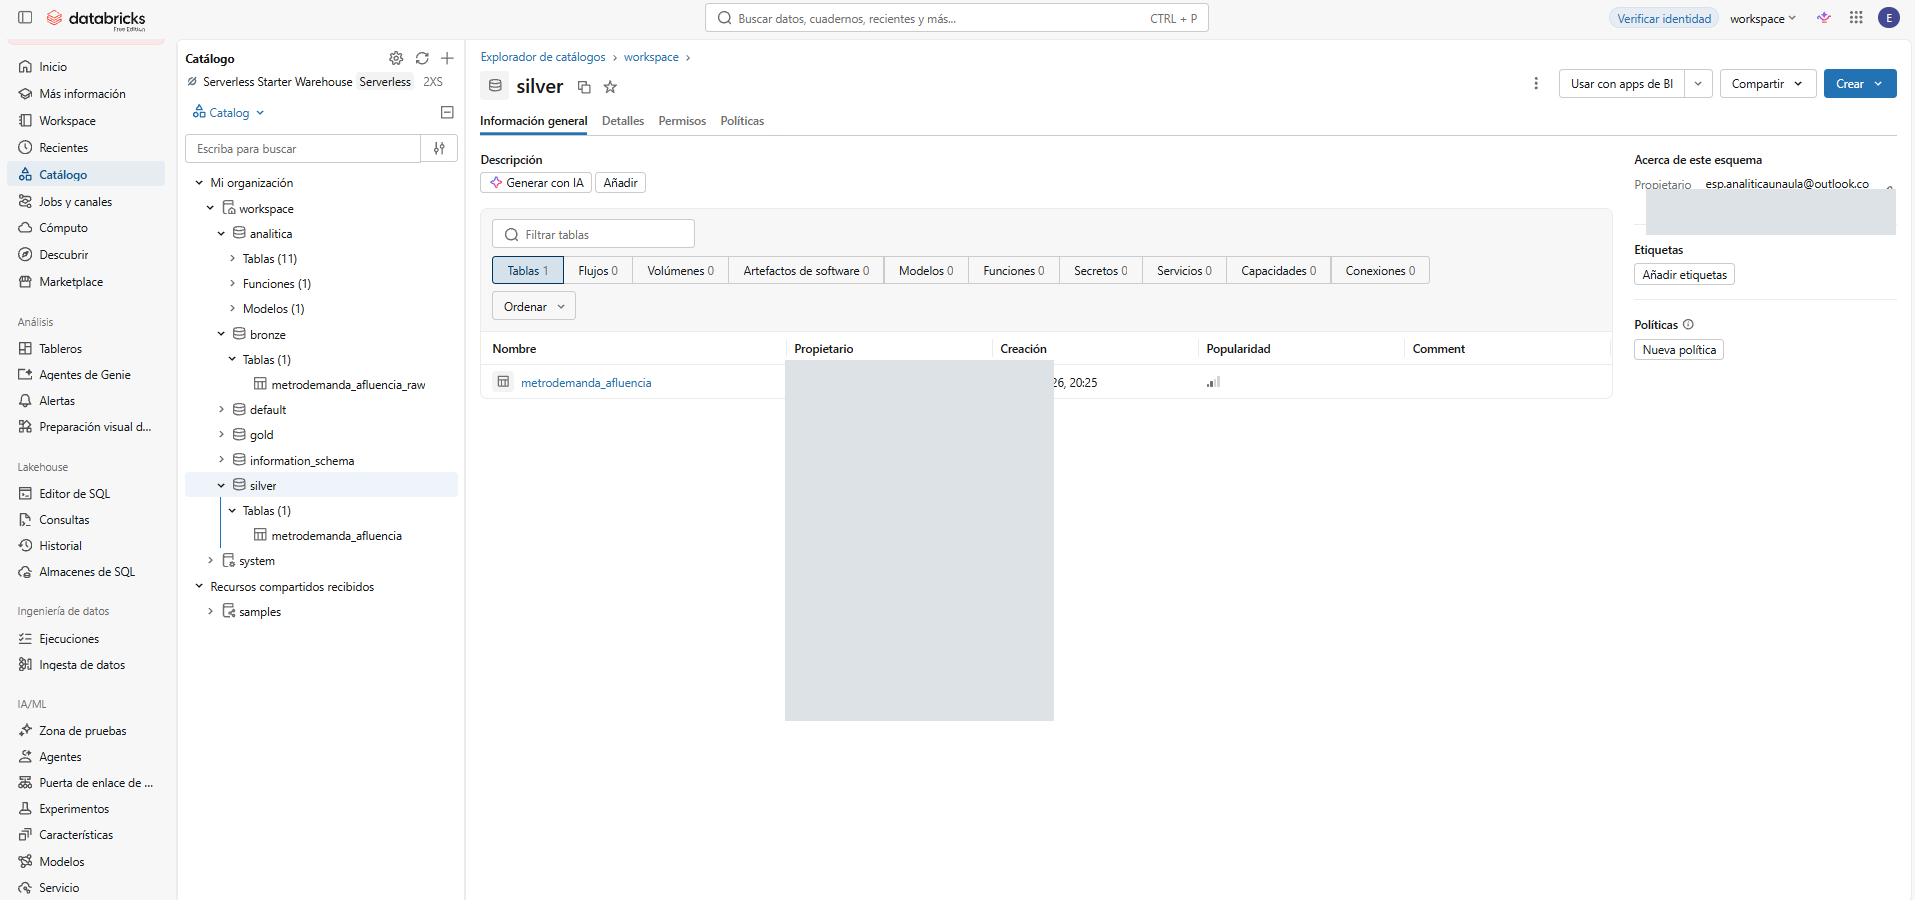 databricks
Free Edition
Buscar datos, cuadernos, recientes y más...
CTRL + P
Verificar identidad
workspace
E
Inicio
Más información
Workspace
Recientes
Catálogo
Jobs y canales
Cómputo
Descubrir
Marketplace
Análisis
Tableros
Agentes de Genie
Alertas
Preparación visual d...
Lakehouse
Editor de SQL
Consultas
Historial
Almacenes de SQL
Ingeniería de datos
Ejecuciones
Ingesta de datos
IA/ML
Zona de pruebas
Agentes
Puerta de enlace de ...
Experimentos
Características
Modelos
Servicio
Catálogo
Serverless Starter Warehouse Serverless 2XS
Catalog
Escriba para buscar
Mi organización
workspace
analitica
Tablas (11)
Funciones (1)
Modelos (1)
bronze
Tablas (1)
metrodemanda_afluencia_raw
default
gold
information_schema
silver
Tablas (1)
metrodemanda_afluencia
system
Recursos compartidos recibidos
samples
Explorador de catálogos › workspace ›
silver
Usar con apps de BI
Compartir
Crear
Información general Detalles Permisos Políticas
Descripción
Generar con IA Añadir
Filtrar tablas
Tablas 1 Flujos 0 Volúmenes 0 Artefactos de software 0 Modelos 0 Funciones 0 Secretos 0 Servicios 0 Capacidades 0 Conexiones 0
Ordenar
Nombre Propietario Creación Popularidad Comment
metrodemanda_afluencia 26, 20:25
Acerca de este esquema
Propietario esp.analiticaunaula@outlook.co
Etiquetas
Añadir etiquetas
Políticas
Nueva política